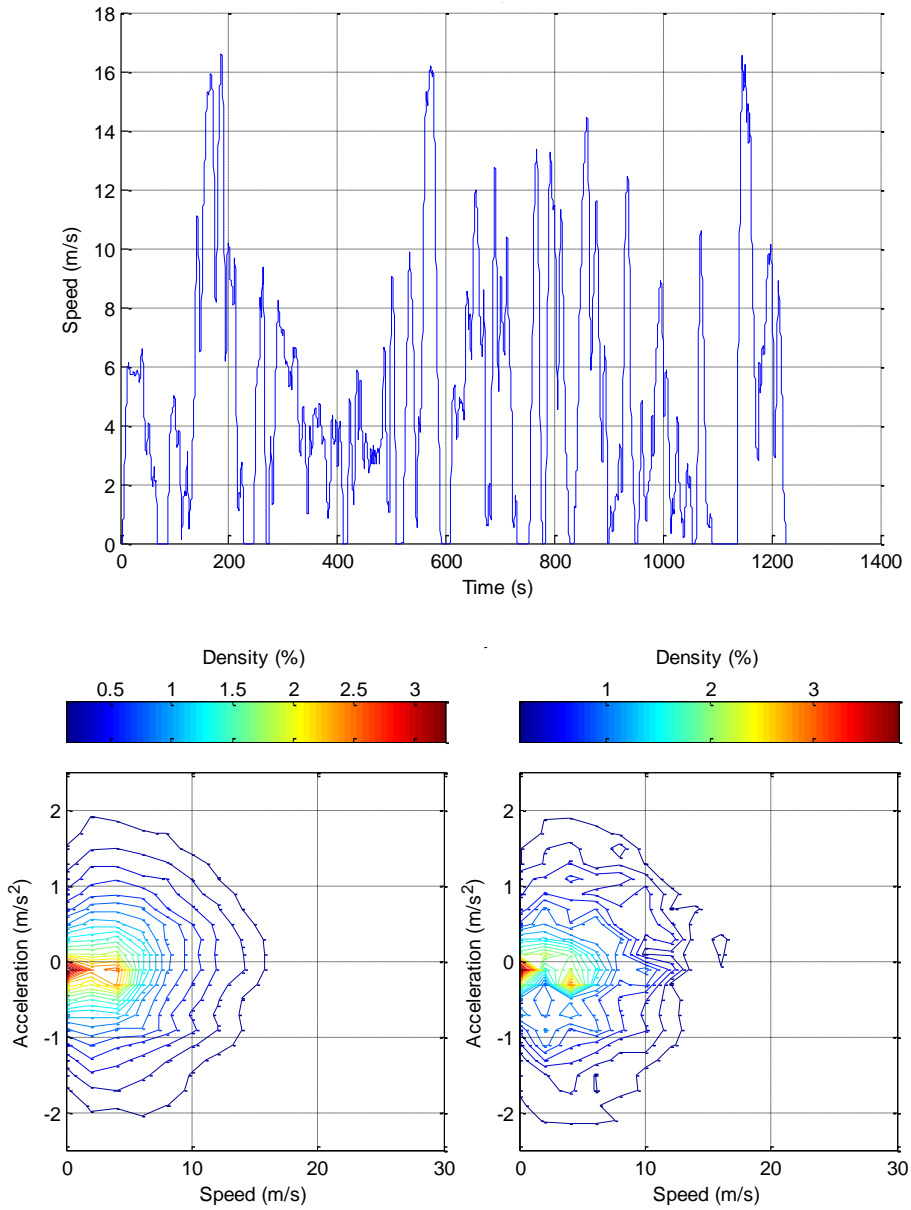 18
16
14
12
10
8
6
4
2
0
Speed (m/s)
0 200 400 600 800 1000 1200 1400
Time (s)
Density (%)
0.5 1 1.5 2 2.5 3
Density (%)
1 2 3
2
1
0
-1
-2
Acceleration (m/s2)
0 10 20 30
Speed (m/s)
2
1
0
-1
-2
Acceleration (m/s2)
0 10 20 30
Speed (m/s)